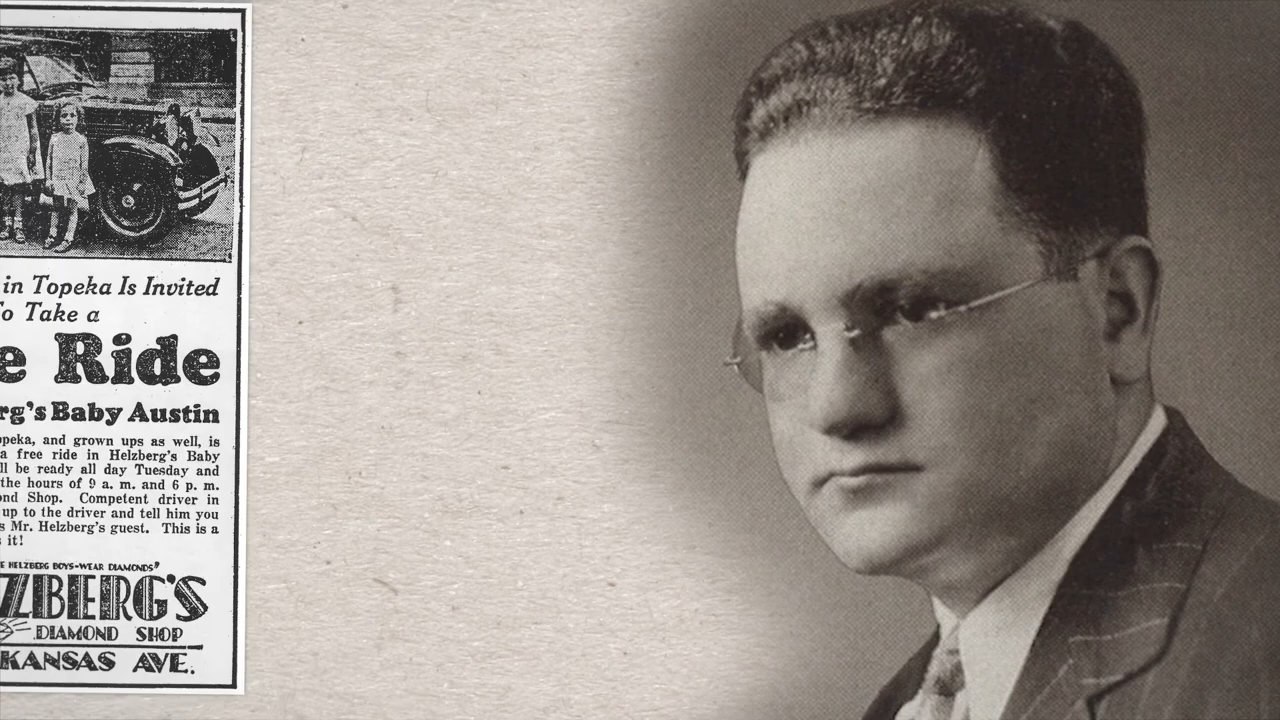 in Topeka Is Invited
To Take a
e Ride
rg's Baby Austin
opeka, and grown ups as well, is
a free ride in Helzberg's Baby
ll be ready all day Tuesday and
the hours of 9 a. m. and 6 p. m.
ond Shop. Competent driver in
up to the driver and tell him you
s Mr. Helzberg's guest. This is a
s it!
E HELZBERG BOYS-WEAR DIAMONDS"
ZBERG'S
DIAMOND SHOP
KANSAS AVE.